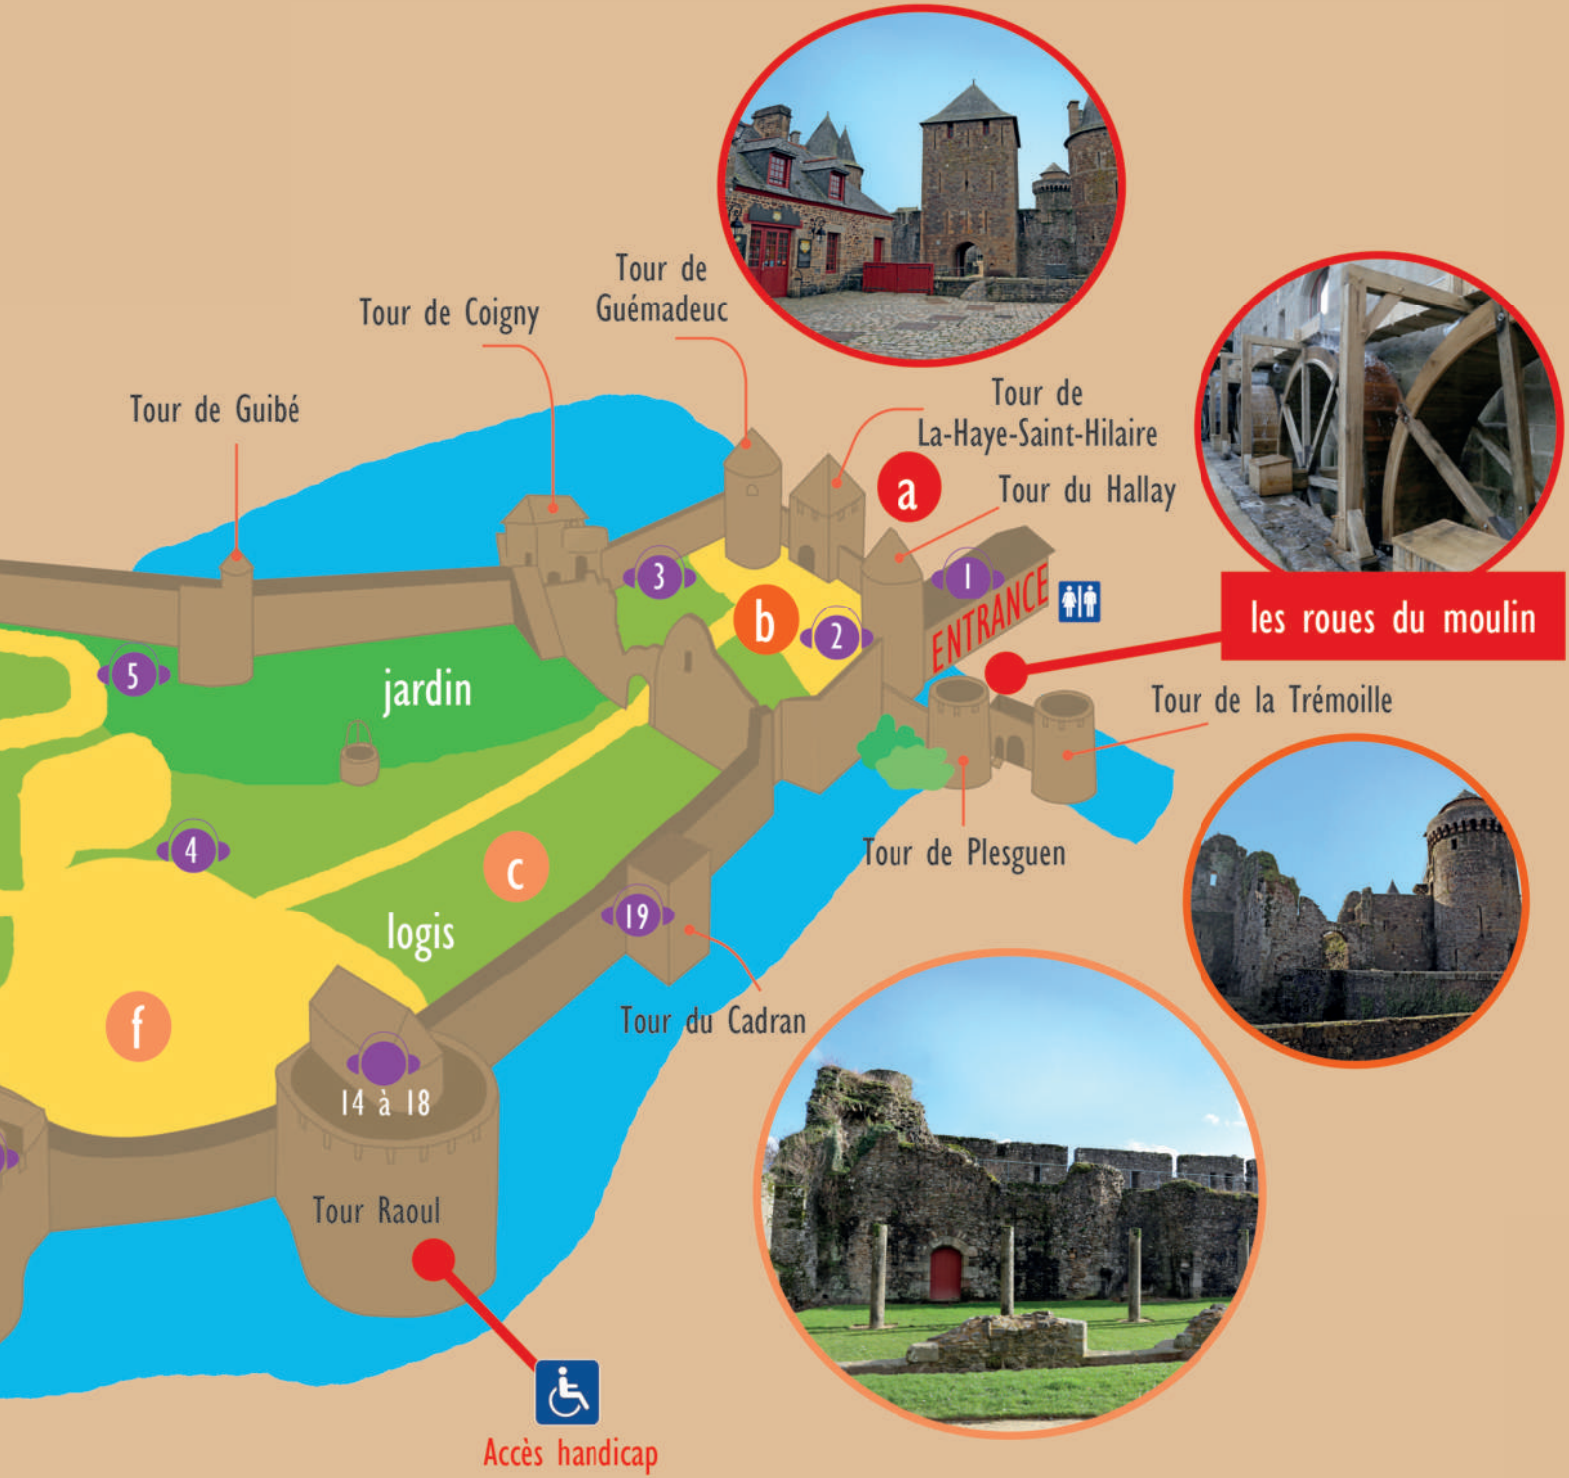 Tour de
Guémadeuc
Tour de Coigny
Tour de
La-Haye-Saint-Hilaire
Tour de Guibé
a
Tour du Hallay
3
1
ENTRANCE
b
2
les roues du moulin
5
jardin
Tour de la Trémoille
4
c
Tour de Plesguen
19
logis
f
Tour du Cadran
14 à 18
Tour Raoul
Accès handicap